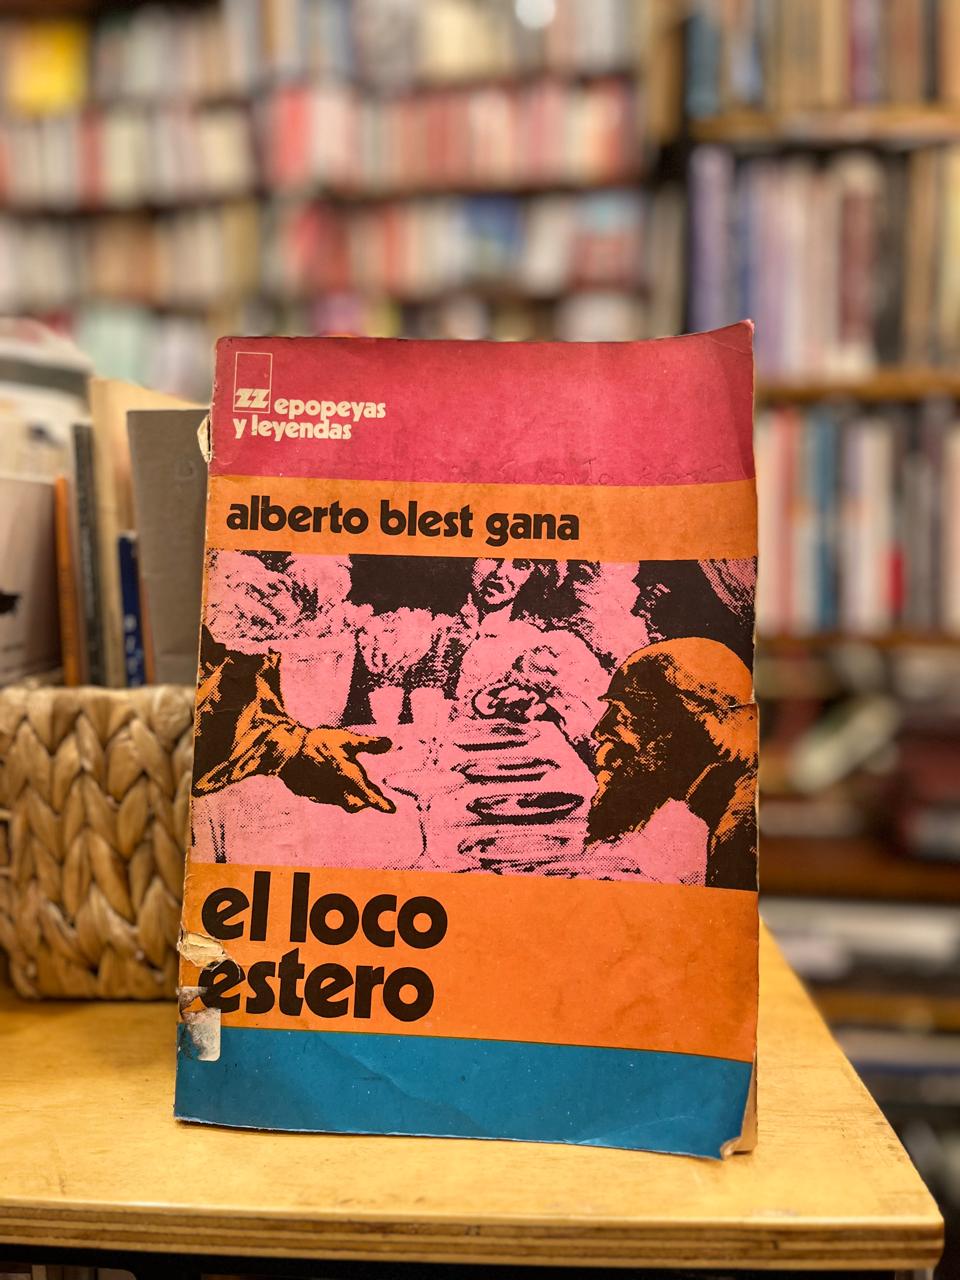 zz epopeyas
y leyendas
alberto blest gana
el loco
estero